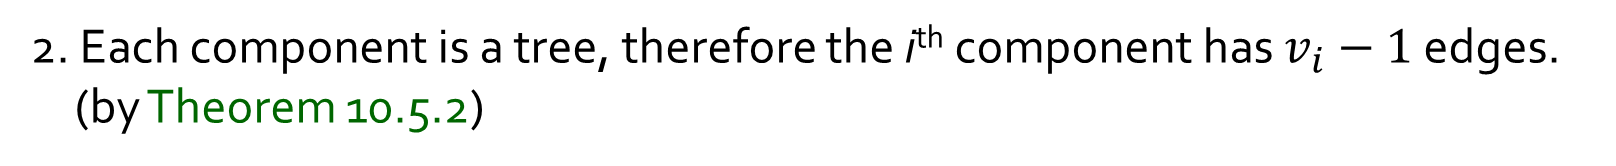 2. Each component is a tree, therefore the iᵗʰ component has 𝑣ᵢ − 1 edges.
(by Theorem 10.5.2)